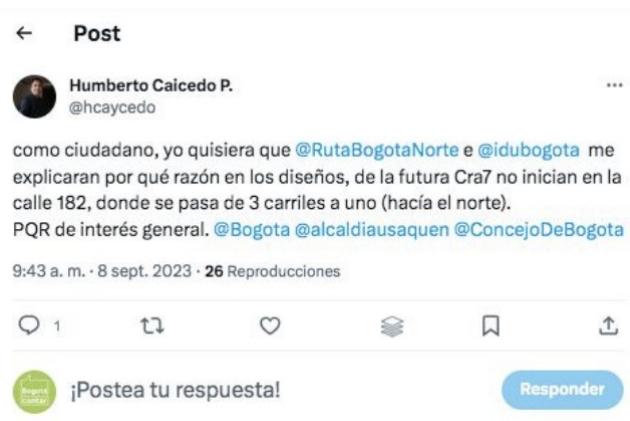 Post
Humberto Caicedo P.
@hcaycedo
como ciudadano, yo quisiera que @RutaBogotaNorte e @idubogota me
explicaran por qué razón en los diseños, de la futura Cra7 no inician en la
calle 182, donde se pasa de 3 carriles a uno (hacía el norte).
PQR de interés general. @Bogota @alcaldiausaquen @ConcejoDeBogota
9:43 a. m. · 8 sept. 2023 · 26 Reproducciones
1
¡Postea tu respuesta!
Responder